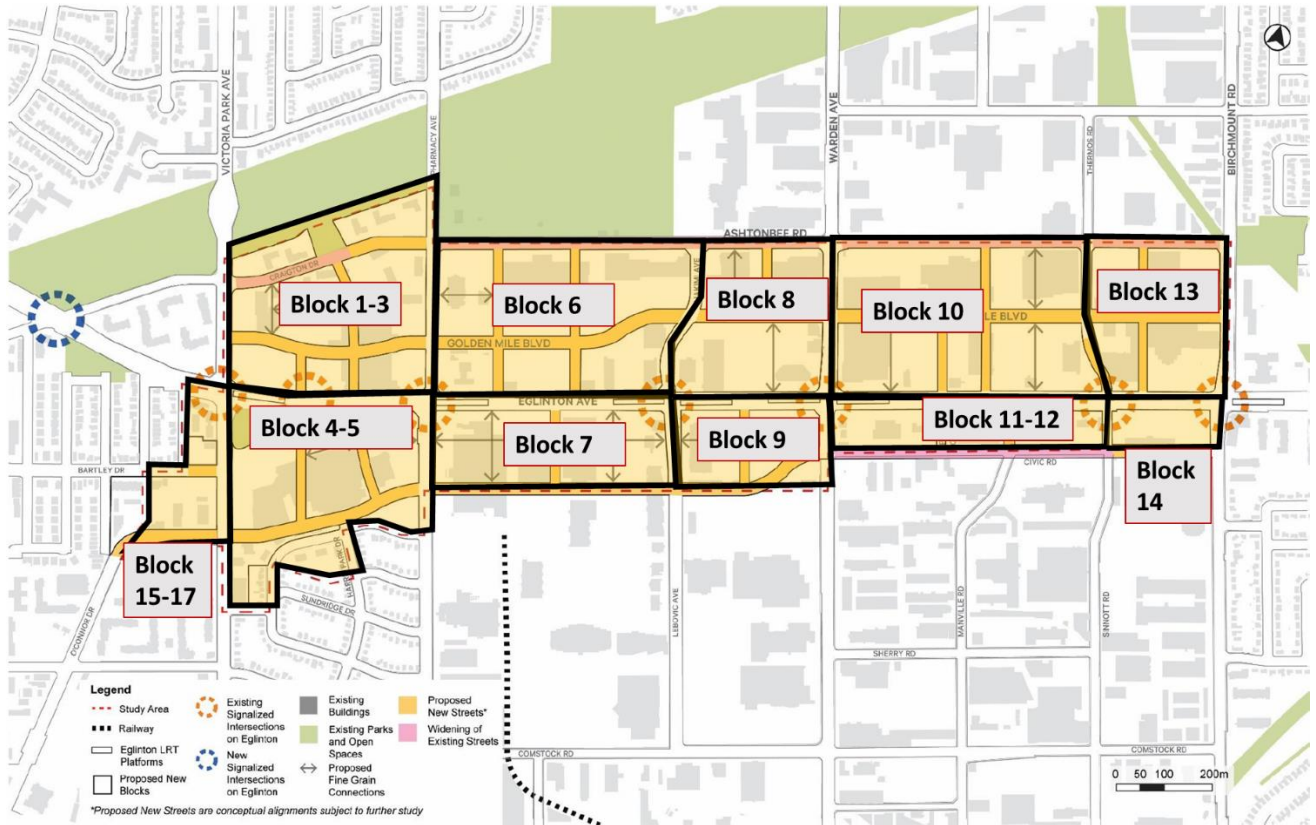 VICTORIA PARK AVE
PHARMACY AVE
WARDEN AVE
THERMOS RD
BIRCHMOUNT RD
ASHTONBEE RD
CRAIGTON DR
HAKIMI AVE
Block 1-3
Block 6
Block 8
Block 10
Block 13
GOLDEN MILE BLVD
LE BLVD
EGLINTON AVE
Block 4-5
Block 7
Block 9
Block 11-12
Block
14
BARTLEY DR
CIVIC RD
Block
15-17
PARK DR
SUNDRIDGE DR
O'CONNOR DR
LEBOVIC AVE
MANVILLE RD
SINNOTT RD
SHERRY RD
COMSTOCK RD
COMSTOCK RD
Legend
Study Area
Railway
Eglinton LRT
Platforms
Proposed New
Blocks
Existing
Signalized
Intersections
on Eglinton
New
Signalized
Intersections
on Eglinton
Existing
Buildings
Existing Parks
and Open
Spaces
Proposed
Fine Grain
Connections
Proposed
New Streets*
Widening of
Existing Streets
*Proposed New Streets are conceptual alignments subject to further study
0 50 100 200m